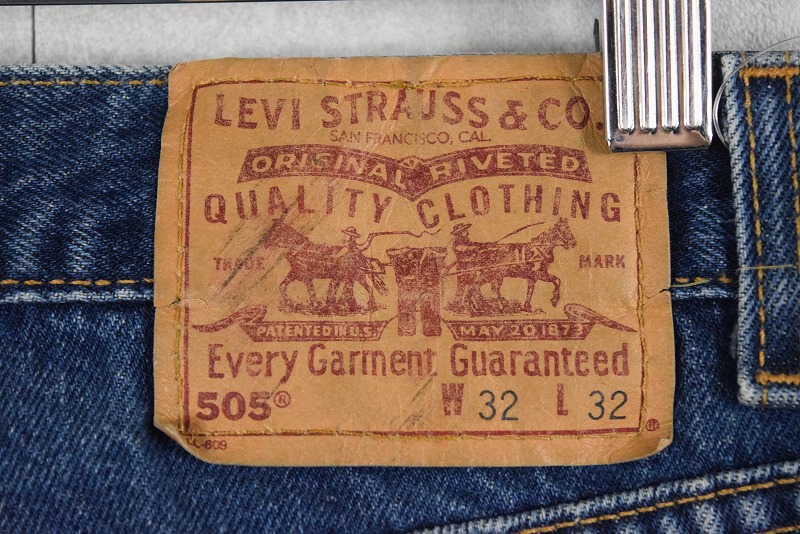 LEVI STRAUSS & CO.
SAN FRANCISCO, CAL.
ORIGINAL RIVETED
QUALITY CLOTHING
TRADE MARK
PATENTED IN U.S. MAY 20 1873
Every Garment Guaranteed
505® W 32 L 32
®